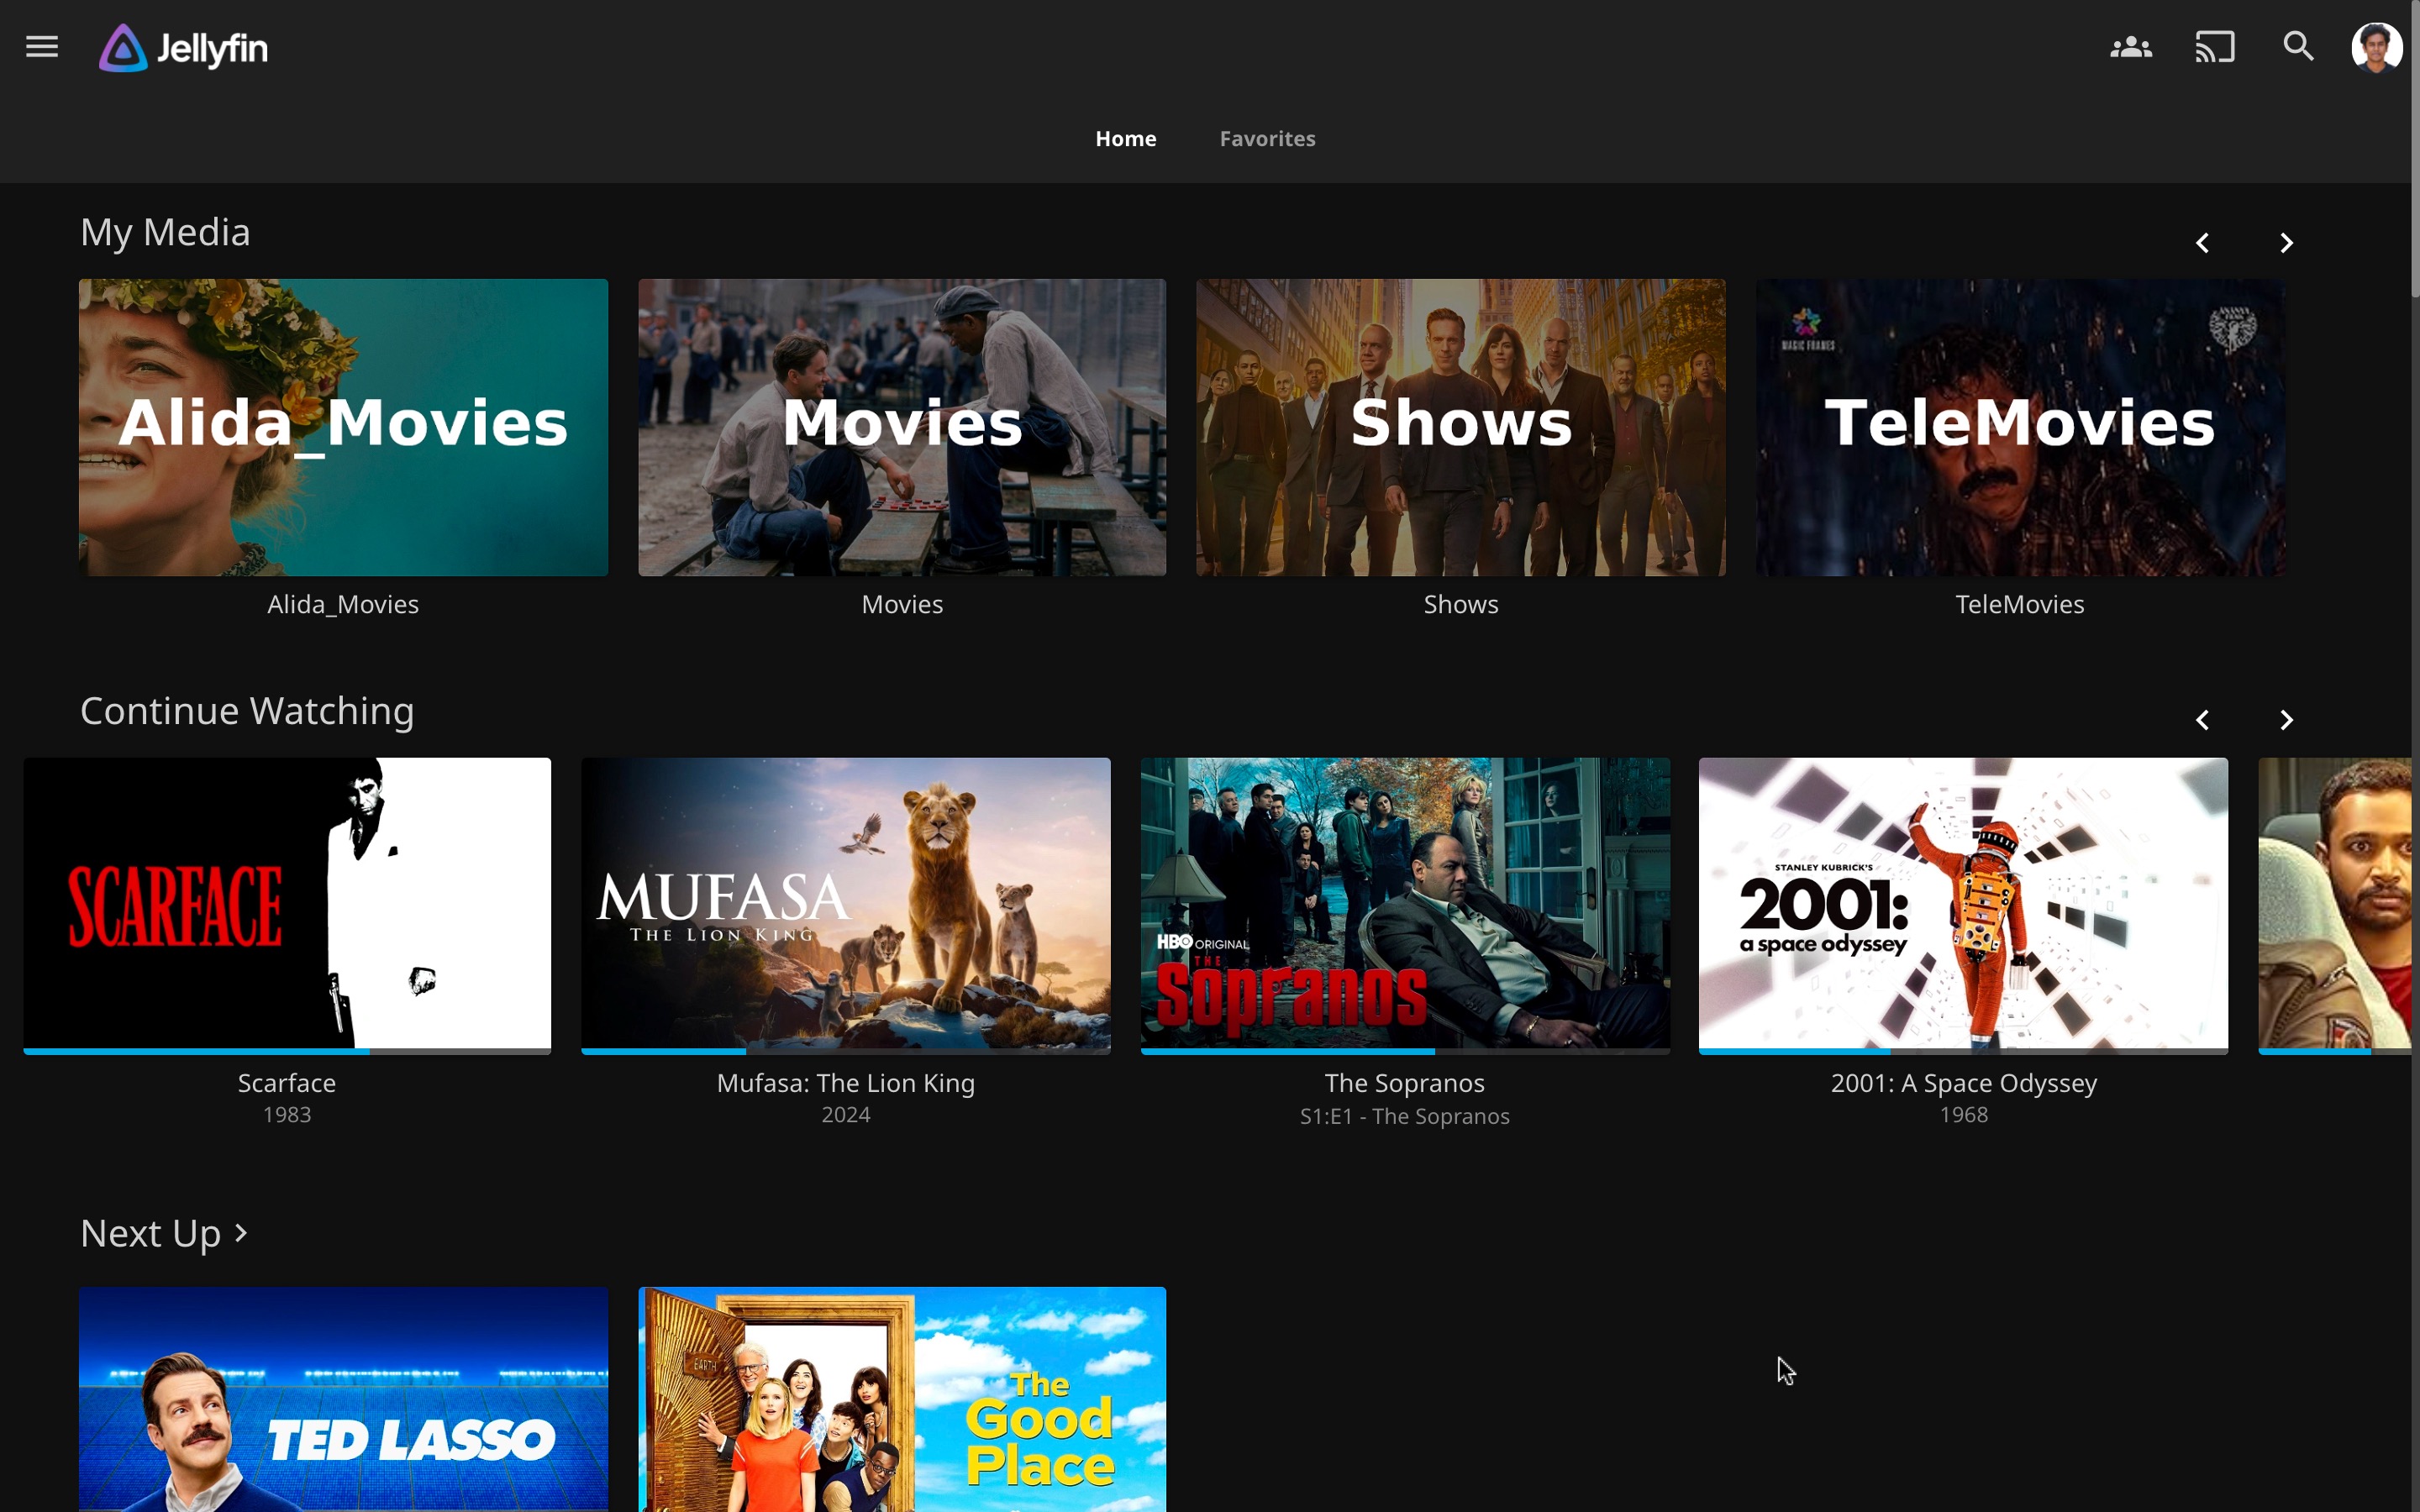 Jellyfin
Home
Favorites
My Media
Alida_Movies
Movies
Shows
MAGIC FRAMES
TeleMovies
Alida_Movies
Movies
Shows
TeleMovies
Continue Watching
SCARFACE
MUFASA
THE LION KING
HBO ORIGINAL
THE
Sopranos
STANLEY KUBRICK'S
2001:
a space odyssey
Scarface
1983
Mufasa: The Lion King
2024
The Sopranos
S1:E1 - The Sopranos
2001: A Space Odyssey
1968
Next Up
TED LASSO
EARTH
The
Good
Place